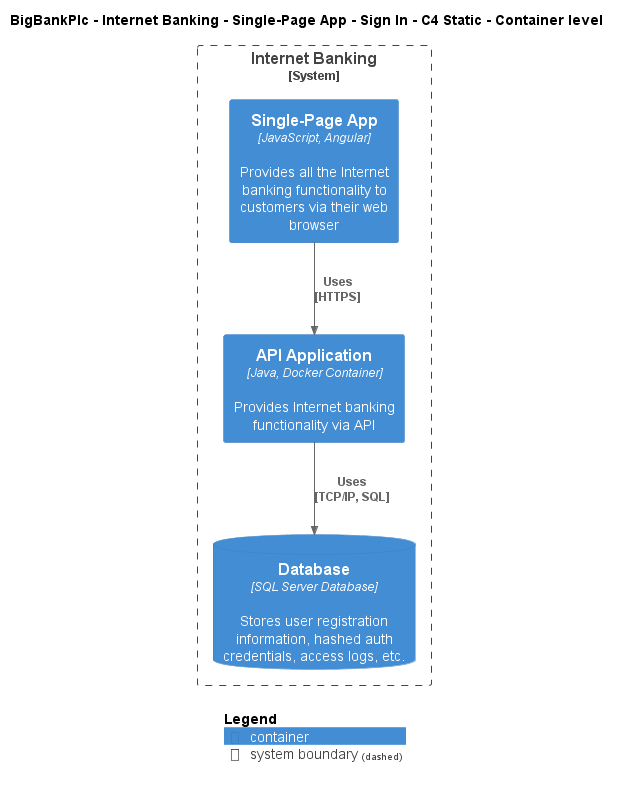 BigBankPlc - Internet Banking - Single-Page App - Sign In - C4 Static - Container level
Internet Banking
[System]
Single-Page App
[JavaScript, Angular]
Provides all the Internet
banking functionality to
customers via their web
browser
Uses
[HTTPS]
API Application
[Java, Docker Container]
Provides Internet banking
functionality via API
Uses
[TCP/IP, SQL]
Database
[SQL Server Database]
Stores user registration
information, hashed auth
credentials, access logs, etc.
Legend
container
system boundary (dashed)